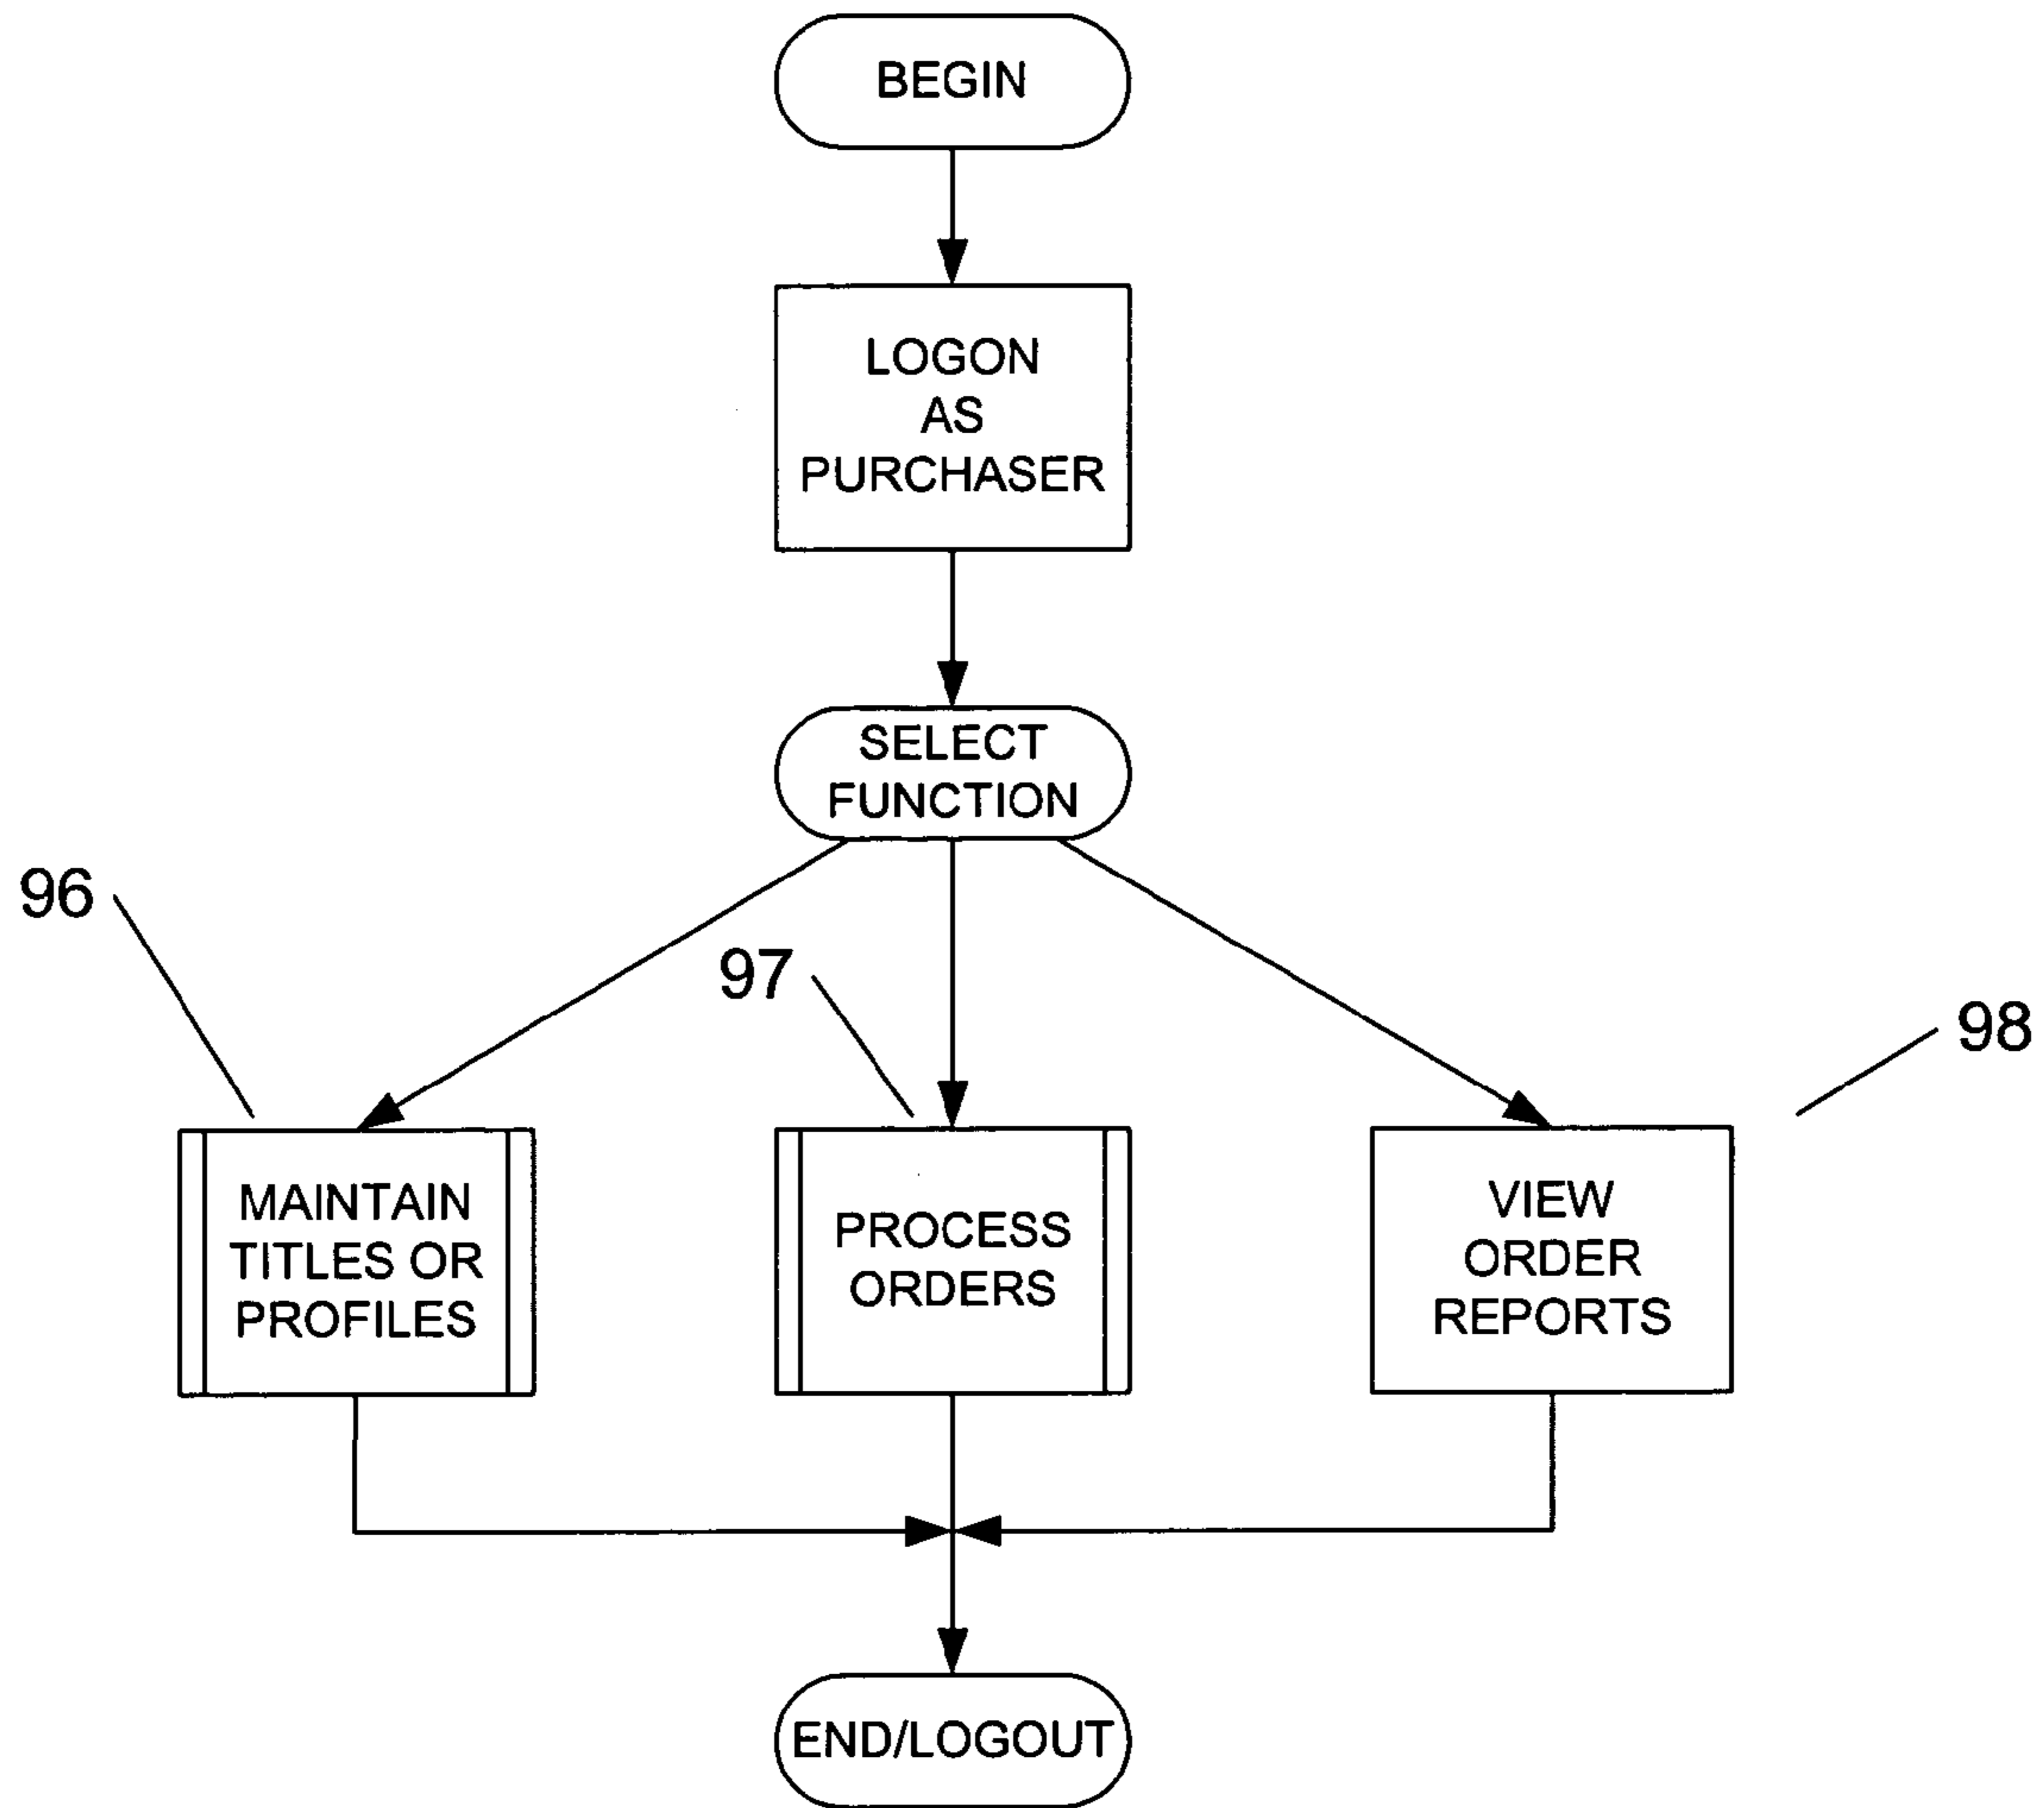 BEGIN
LOGON
AS
PURCHASER
SELECT
FUNCTION
96
97
98
MAINTAIN
TITLES OR
PROFILES
PROCESS
ORDERS
VIEW
ORDER
REPORTS
END/LOGOUT